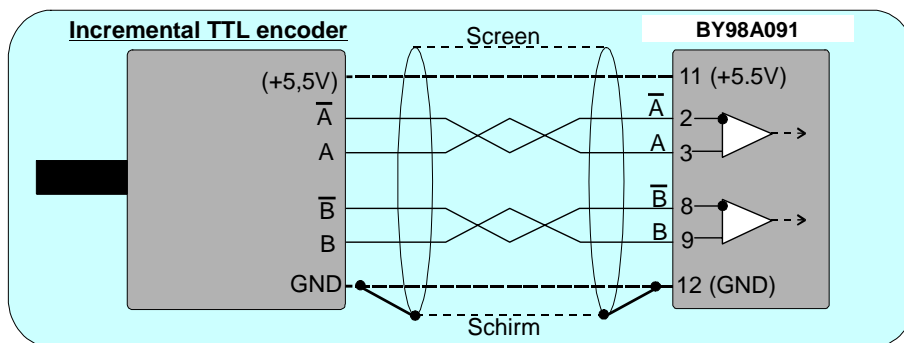 Incremental TTL encoder
Screen
BY98A091
(+5,5V)
11 (+5.5V)
A̅
A̅
2
A
A
3
B̅
B̅
8
B
B
9
GND
12 (GND)
Schirm